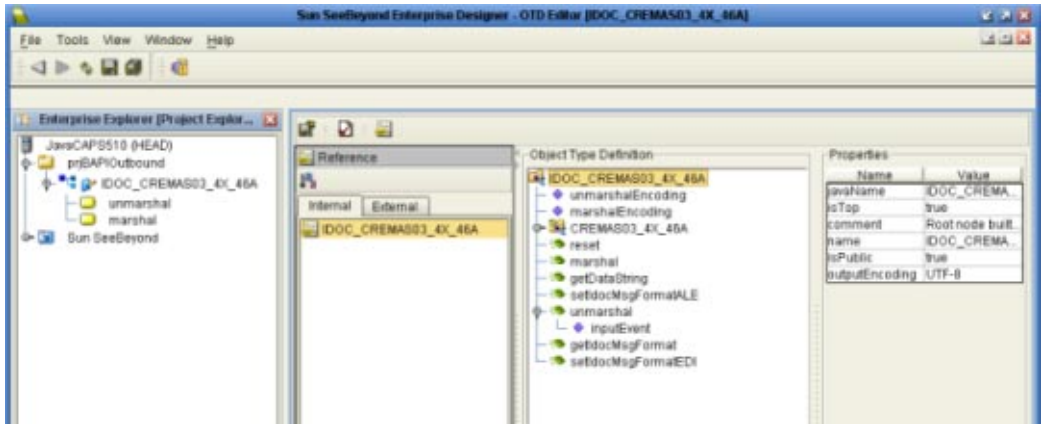 Sun SeeBeyond Enterprise Designer - OTD Editor [IDOC_CREMAS03_4X_46A]
File Tools View Window Help
Enterprise Explorer [Project Explor...
JavaCAPS510 (HEAD)
prjBAPIOutbound
IDOC_CREMAS03_4X_46A
unmarshal
marshal
Sun SeeBeyond
Reference
Internal External
IDOC_CREMAS03_4X_46A
Object Type Definition
IDOC_CREMAS03_4X_46A
unmarshalEncoding
marshalEncoding
CREMAS03_4X_46A
reset
marshal
getDataString
setIdocMsgFormatALE
unmarshal
inputEvent
getIdocMsgFormat
setIdocMsgFormatEDI
Properties
Name Value
javaName IDOC_CREMA...
isTop true
comment Root node built...
name IDOC_CREMA...
isPublic true
outputEncoding UTF-8